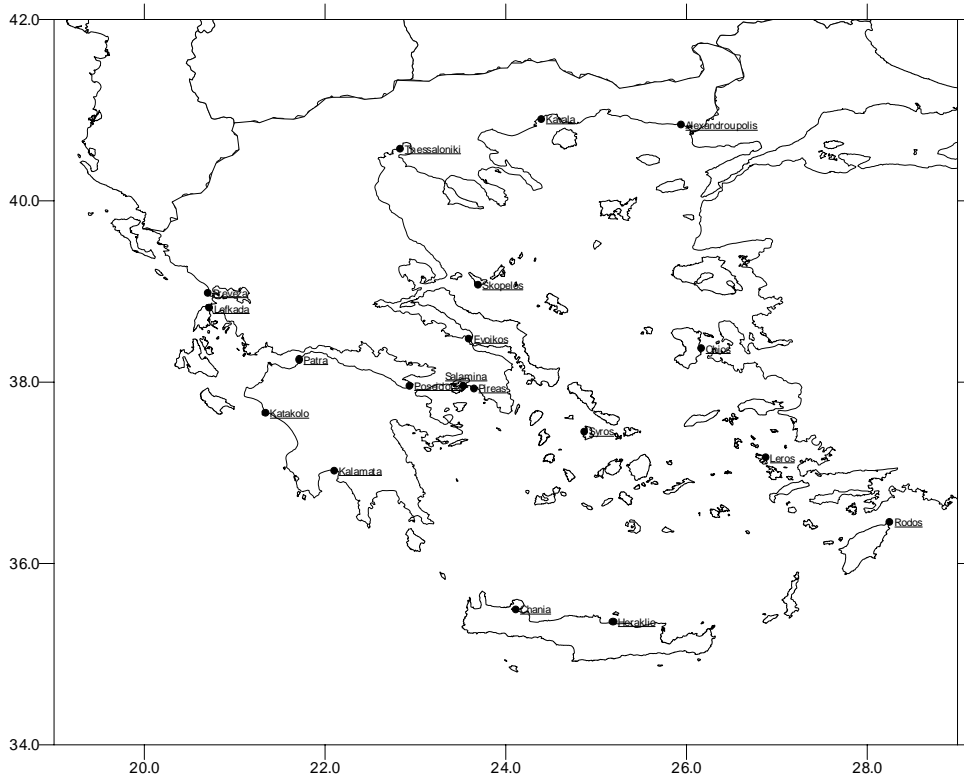 42.0
Kavala
Alexandroupolis
Thessaloniki
40.0
Preveza
Skopelos
Lefkada
Evoikos
Chios
Patra
Salamina
38.0
Pireas
Katakolo
Syros
Leros
Kalamata
Rodos
36.0
Chania
Heraklio
34.0
20.0 22.0 24.0 26.0 28.0